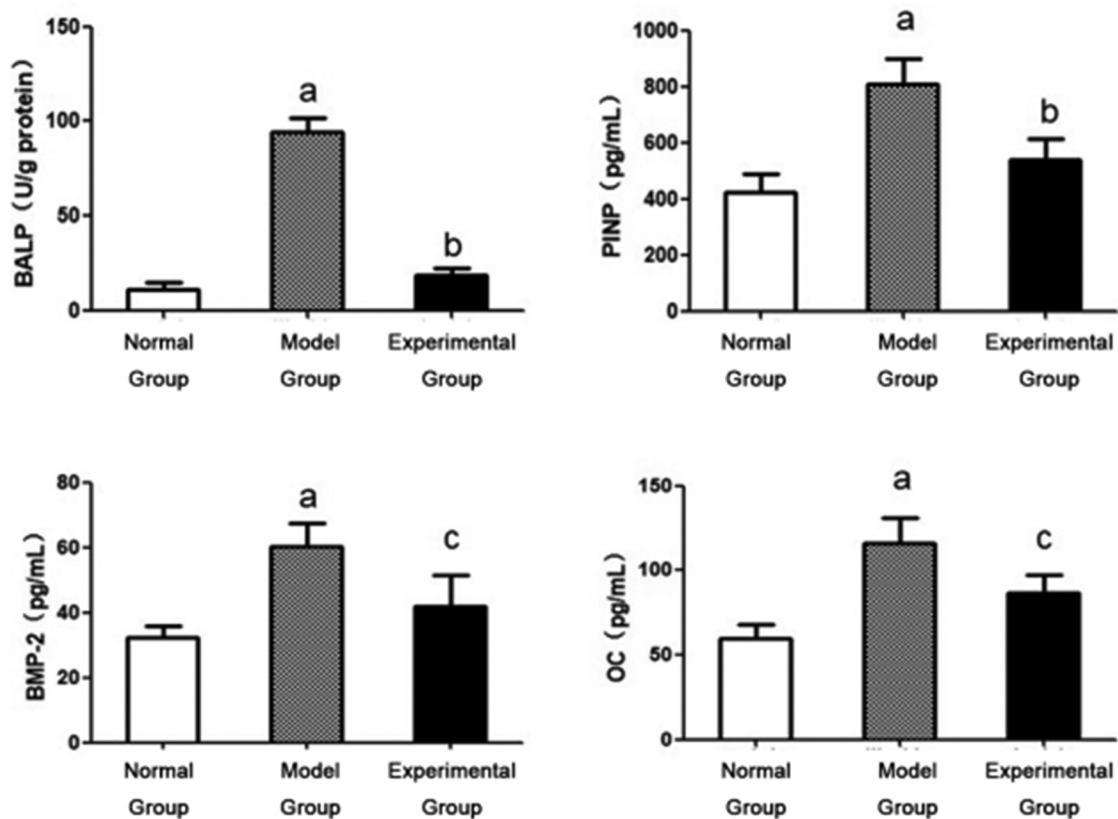 BALP（U/g protein）
150
100
50
0
a
b
Normal Group
Model Group
Experimental Group
PINP（pg/mL）
1000
800
600
400
200
0
a
b
Normal Group
Model Group
Experimental Group
BMP-2（pg/mL）
80
60
40
20
0
a
c
Normal Group
Model Group
Experimental Group
OC（pg/mL）
150
100
50
0
a
c
Normal Group
Model Group
Experimental Group